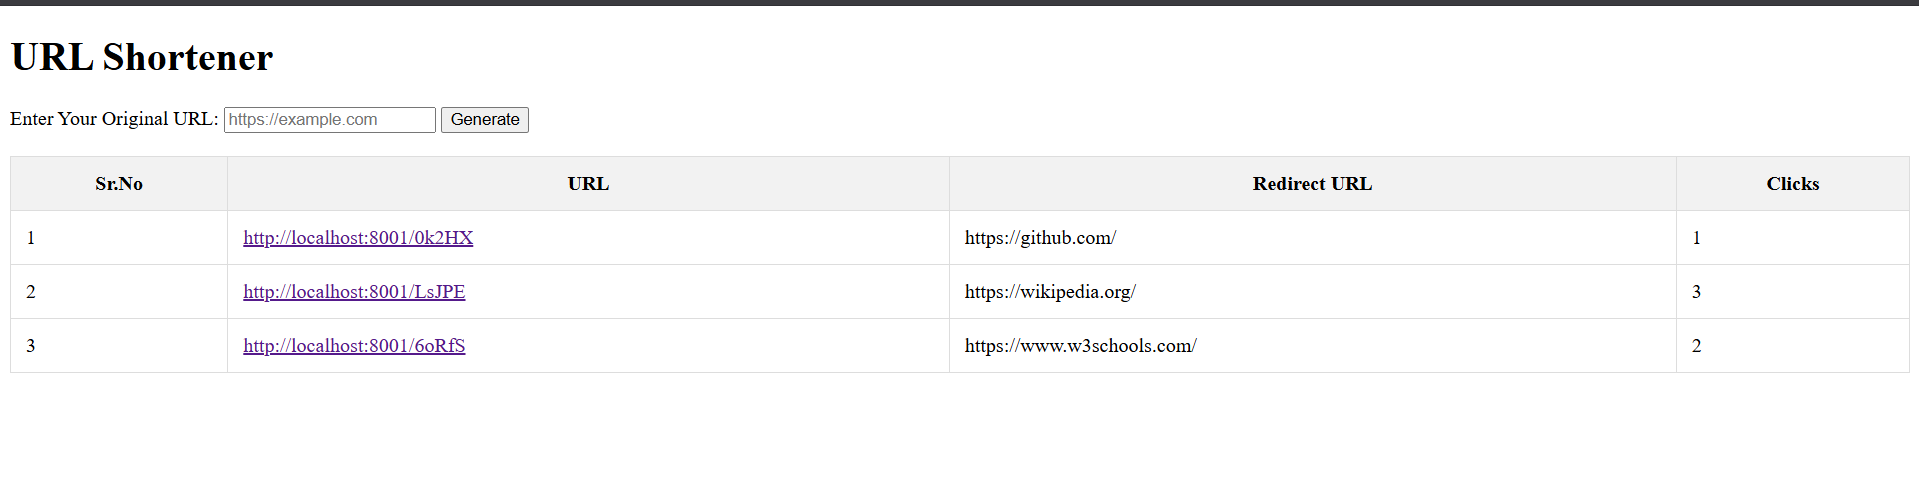 URL Shortener
Enter Your Original URL: https://example.com Generate
Sr.No URL Redirect URL Clicks
1 http://localhost:8001/0k2HX https://github.com/ 1
2 http://localhost:8001/LsJPE https://wikipedia.org/ 3
3 http://localhost:8001/6oRfS https://www.w3schools.com/ 2